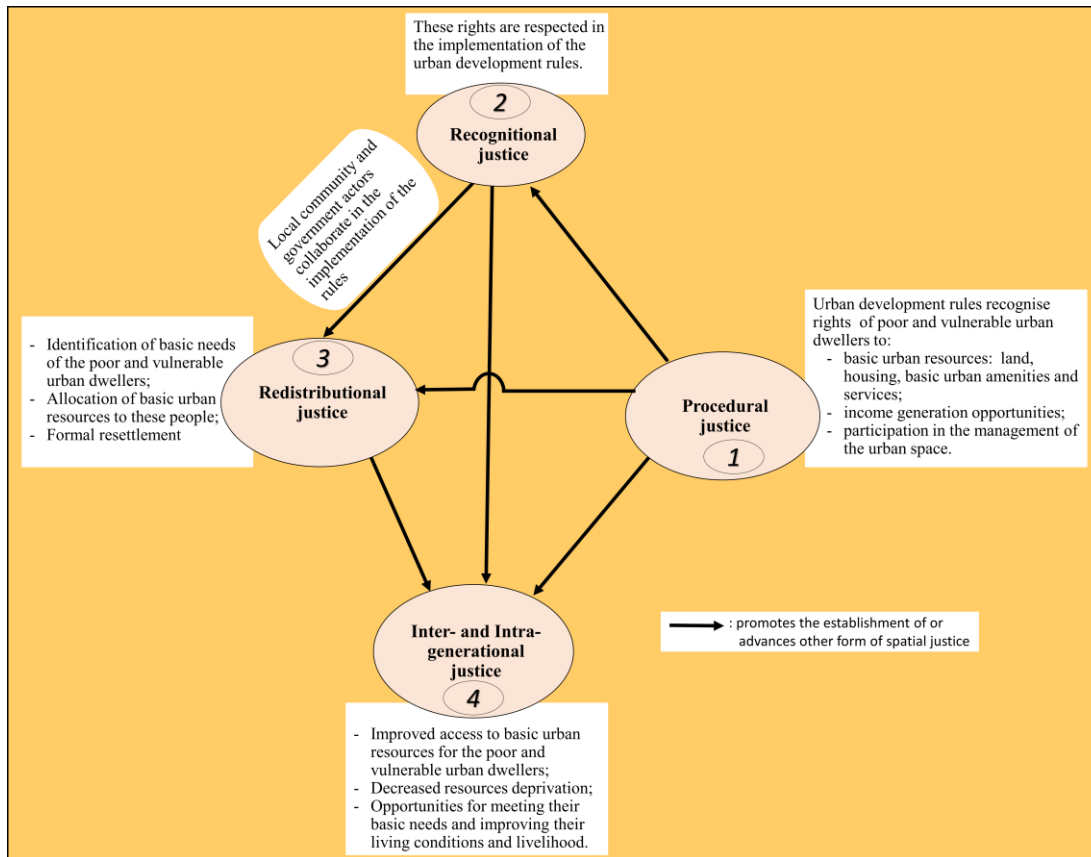 These rights are respected in
the implementation of the
urban development rules.
2
Recognitional
justice
Local community and
government actors
collaborate in the
implementation of the
rules
- Identification of basic needs
of the poor and vulnerable
urban dwellers;
- Allocation of basic urban
resources to these people;
- Formal resettlement
3
Redistributional
justice
Procedural
justice
1
Urban development rules recognise
rights of poor and vulnerable urban
dwellers to:
- basic urban resources: land,
housing, basic urban amenities and
services;
- income generation opportunities;
- participation in the management of
the urban space.
Inter- and Intra-
generational
justice
4
: promotes the establishment of or
advances other form of spatial justice
- Improved access to basic urban
resources for the poor and
vulnerable urban dwellers;
- Decreased resources deprivation;
- Opportunities for meeting their
basic needs and improving their
living conditions and livelihood.